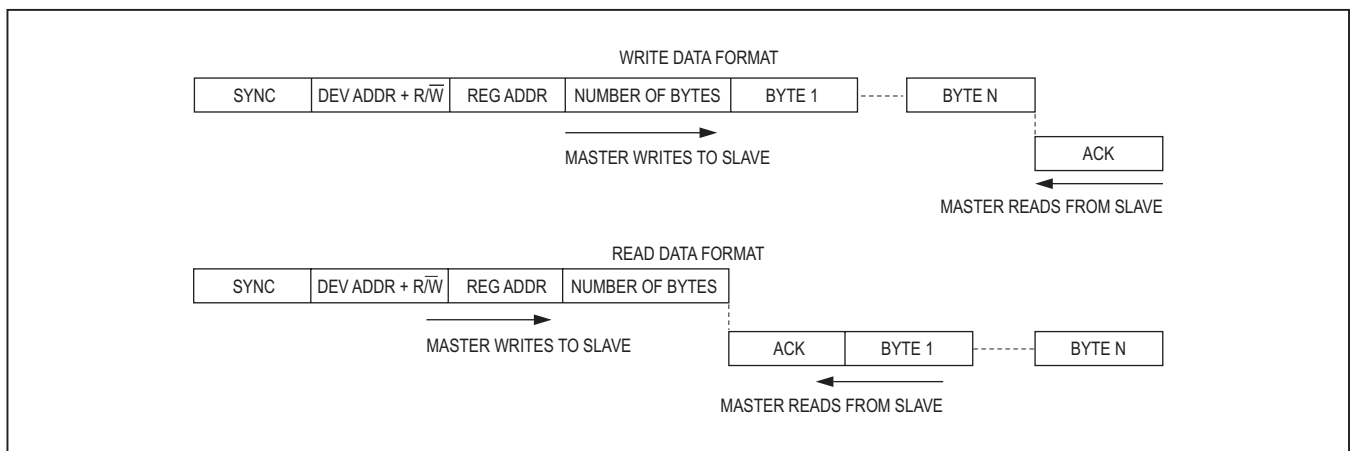 WRITE DATA FORMAT
SYNC DEV ADDR + R/W̅ REG ADDR NUMBER OF BYTES BYTE 1 BYTE N
MASTER WRITES TO SLAVE
ACK
MASTER READS FROM SLAVE
READ DATA FORMAT
SYNC DEV ADDR + R/W̅ REG ADDR NUMBER OF BYTES
MASTER WRITES TO SLAVE
ACK BYTE 1 BYTE N
MASTER READS FROM SLAVE